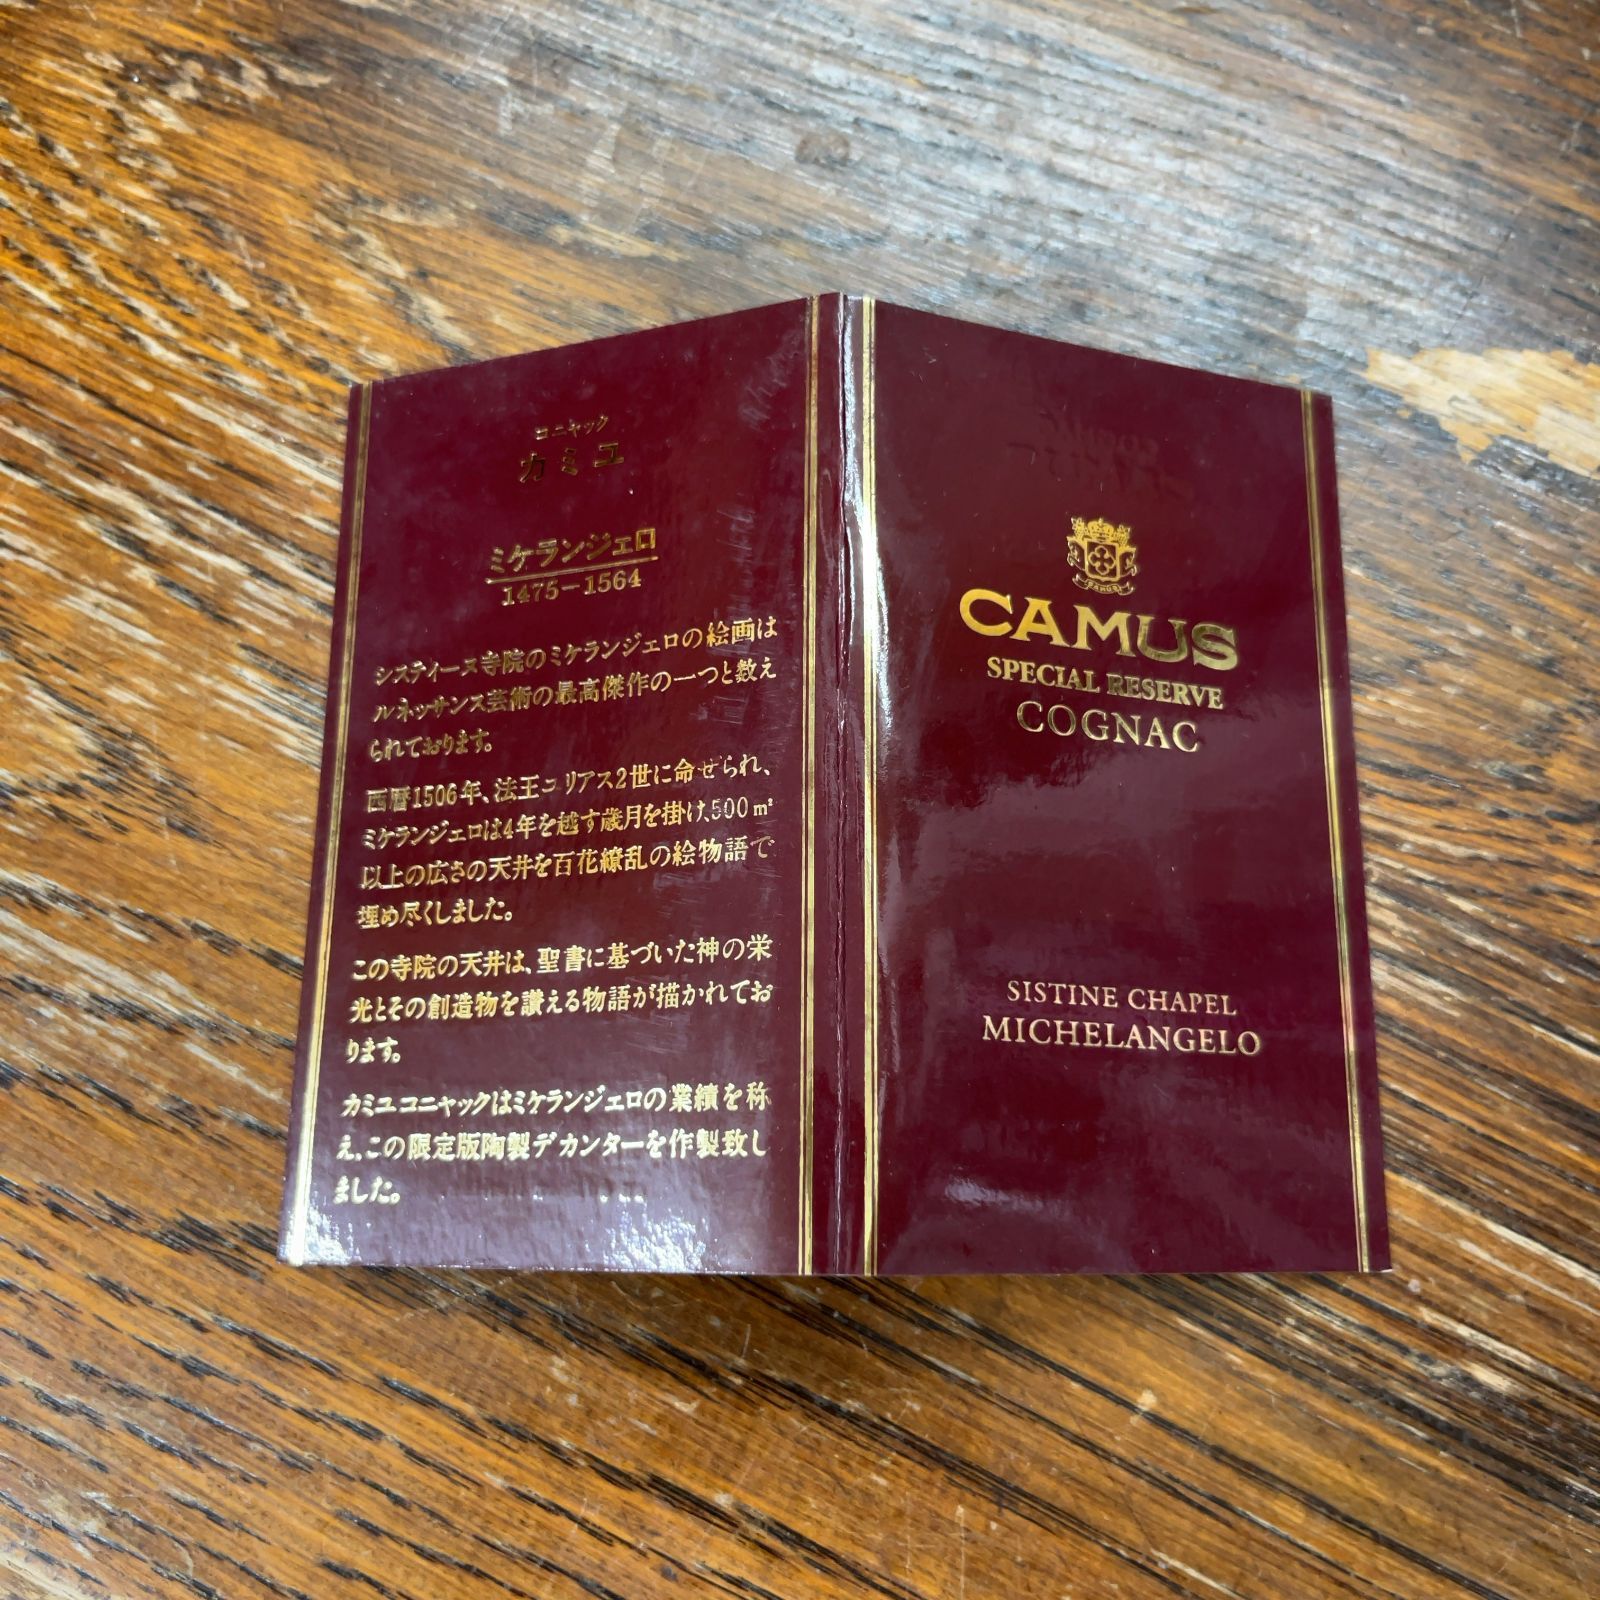 コニャック
カミユ
ミケランジェロ
1475−1564
システィーヌ寺院のミケランジェロの絵画は
ルネッサンス芸術の最高傑作の一つと数え
られております。
西暦1506年、法王ユリアス2世に命ぜられ、
ミケランジェロは4年を越す歳月を掛け、500㎡
以上の広さの天井を百花繚乱の絵物語で
埋め尽くしました。
この寺院の天井は、聖書に基づいた神の栄
光とその創造物を讃える物語が描かれてお
ります。
カミユ コニャックはミケランジェロの業績を称
え、この限定版陶製デカンターを作製致し
ました。
CAMUS
CAMUS
SPECIAL RESERVE
COGNAC
SISTINE CHAPEL
MICHELANGELO